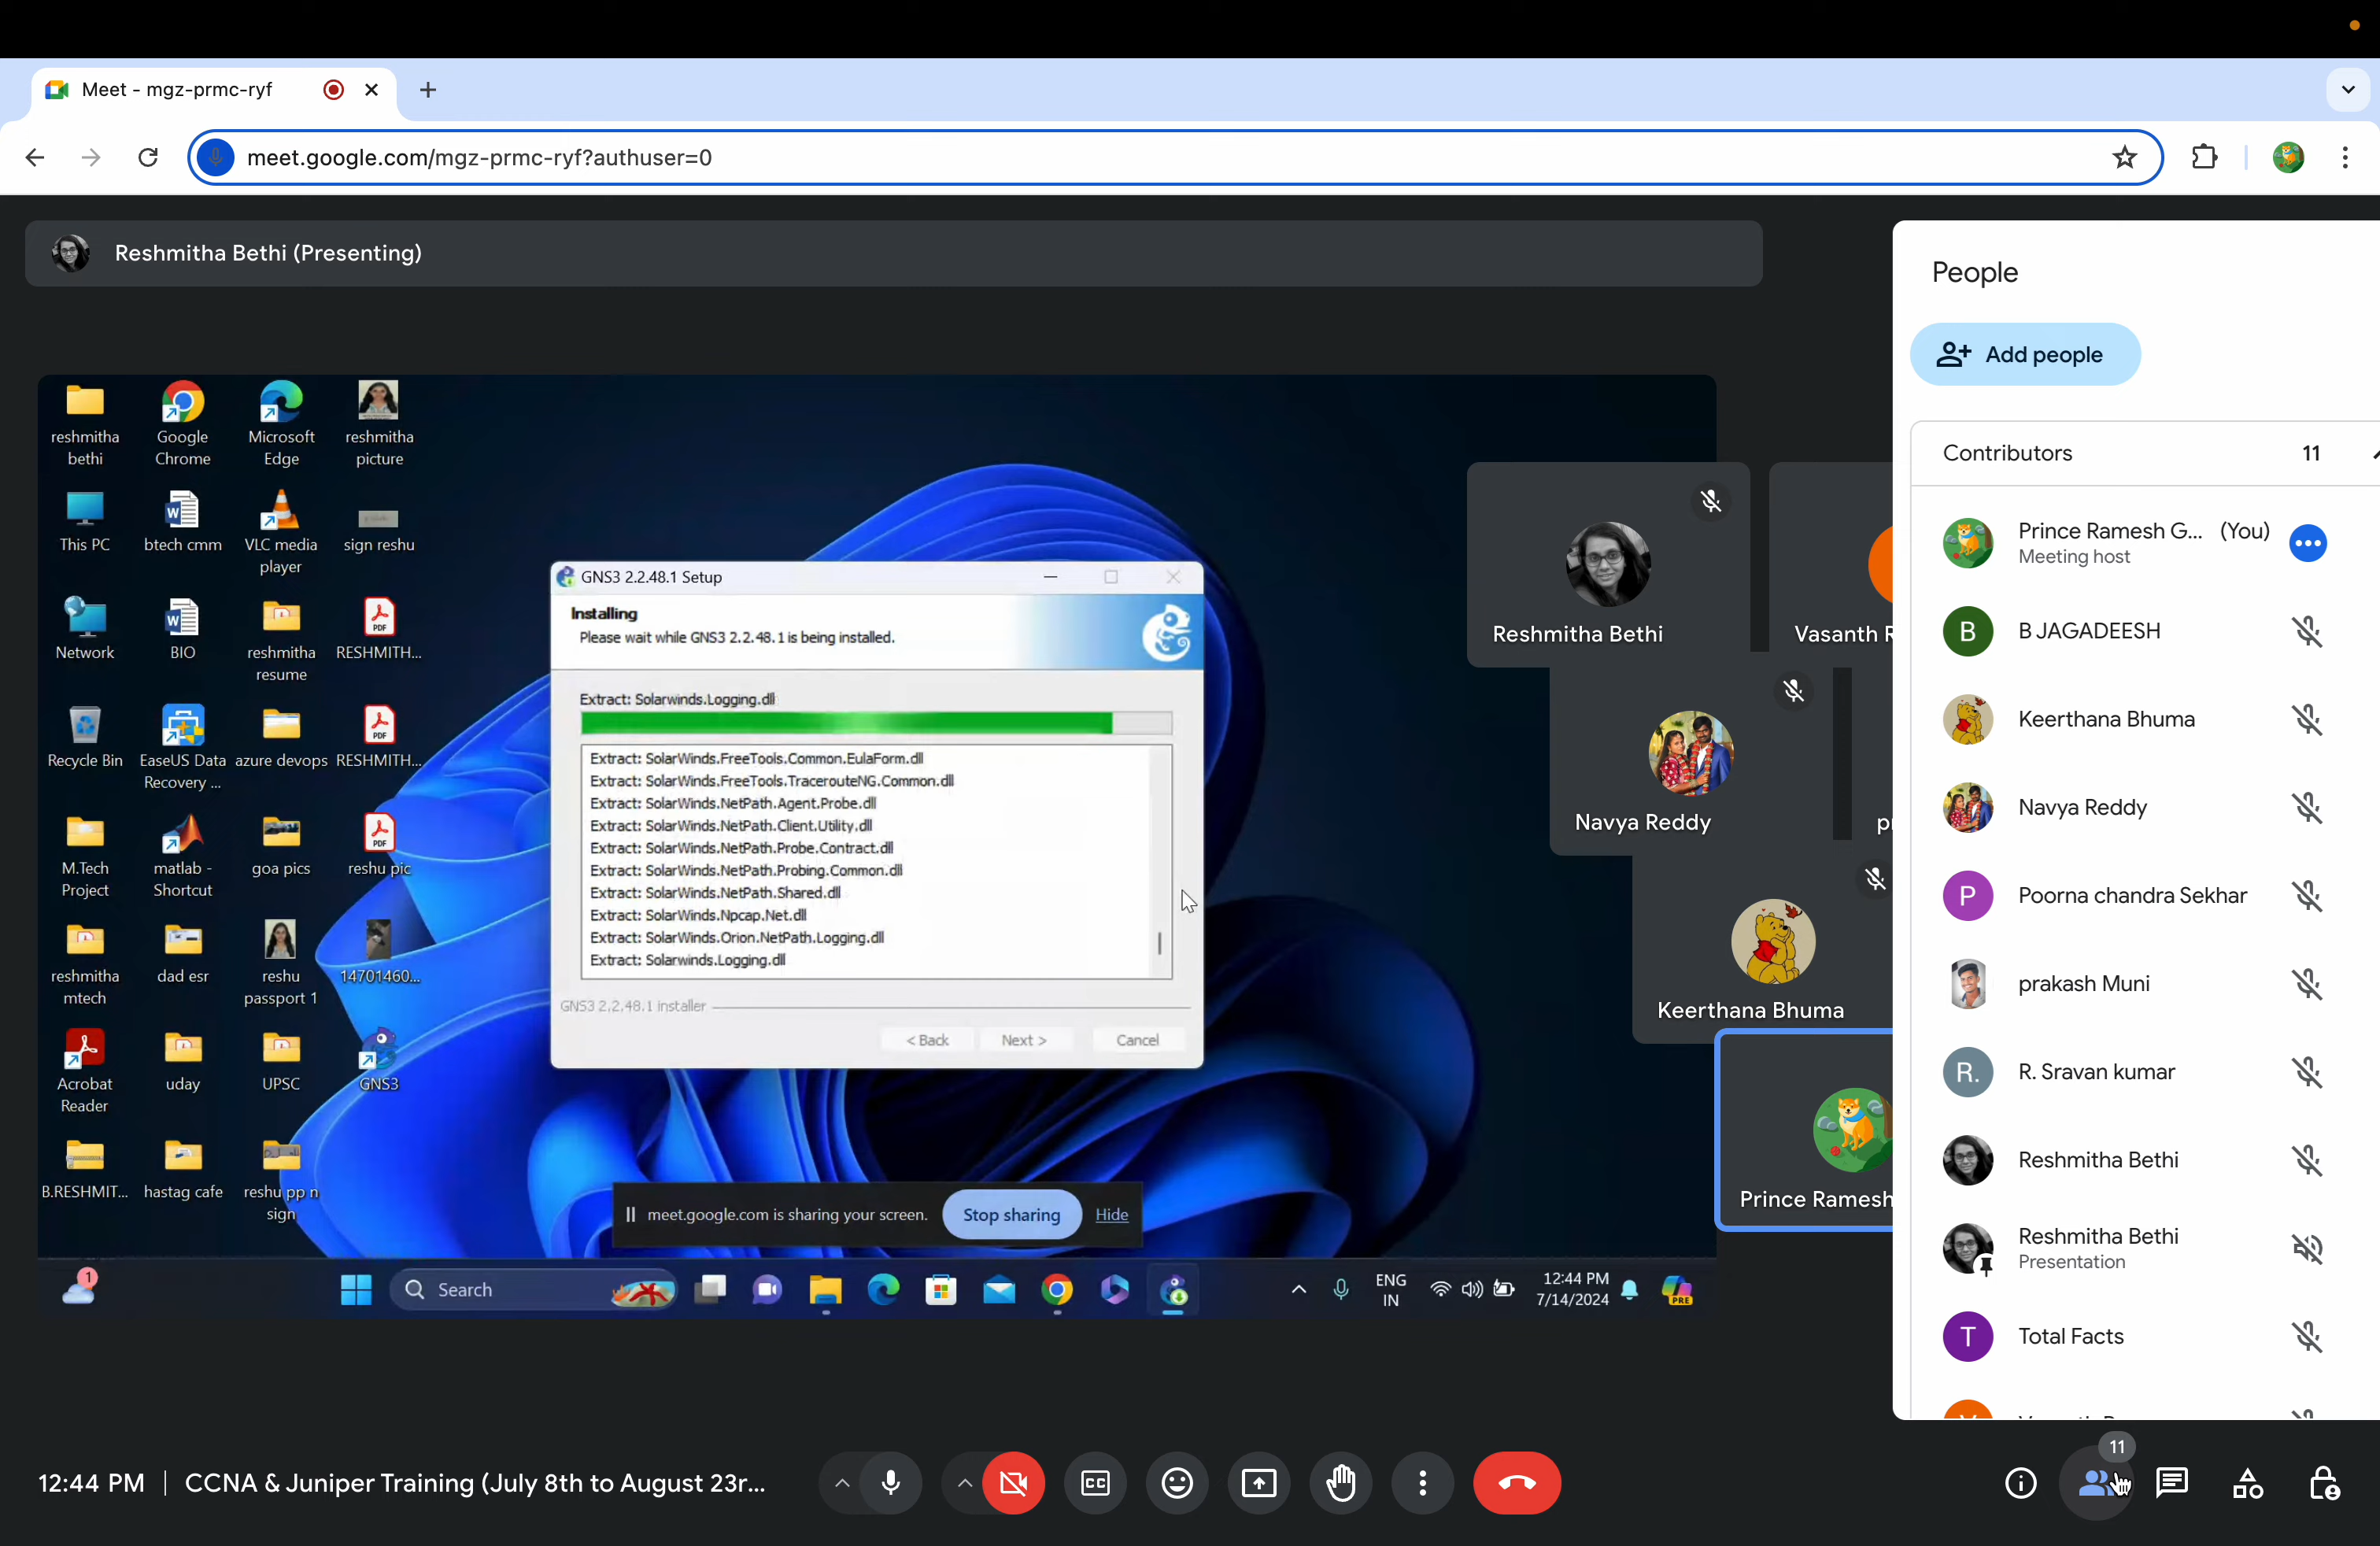 Meet - mgz-prmc-ryf
meet.google.com/mgz-prmc-ryf?authuser=0
Reshmitha Bethi (Presenting)
reshmitha
bethi
Google
Chrome
Microsoft
Edge
reshmitha
picture
This PC
btech cmm
VLC media
player
sign reshu
Network
BIO
reshmitha
resume
RESHMITH...
Recycle Bin
EaseUS Data
Recovery ...
azure devops
RESHMITH...
M.Tech
Project
matlab -
Shortcut
goa pics
reshu pic
reshmitha
mtech
dad esr
reshu
passport 1
14701460...
Acrobat
Reader
uday
UPSC
GNS3
B.RESHMIT...
hastag cafe
reshu pp n
sign
GNS3 2.2.48.1 Setup
Installing
Please wait while GNS3 2.2.48.1 is being installed.
Extract: Solarwinds.Logging.dll
Extract: SolarWinds.FreeTools.Common.EulaForm.dll
Extract: SolarWinds.FreeTools.TracerouteNG.Common.dll
Extract: SolarWinds.NetPath.Agent.Probe.dll
Extract: SolarWinds.NetPath.Client.Utility.dll
Extract: SolarWinds.NetPath.Probe.Contract.dll
Extract: SolarWinds.NetPath.Probing.Common.dll
Extract: SolarWinds.NetPath.Shared.dll
Extract: SolarWinds.Npcap.Net.dll
Extract: SolarWinds.Orion.NetPath.Logging.dll
Extract: Solarwinds.Logging.dll
GNS3 2.2.48.1 installer
< Back
Next >
Cancel
meet.google.com is sharing your screen.
Stop sharing
Hide
1
Search
ENG
IN
12:44 PM
7/14/2024
PRE
Reshmitha Bethi
Vasanth R
Navya Reddy
pr
Keerthana Bhuma
Prince Ramesh
People
Add people
Contributors 11
Prince Ramesh G... (You)
Meeting host
B
B JAGADEESH
Keerthana Bhuma
Navya Reddy
P
Poorna chandra Sekhar
prakash Muni
R.
R. Sravan kumar
Reshmitha Bethi
Reshmitha Bethi
Presentation
T
Total Facts
12:44 PM | CCNA & Juniper Training (July 8th to August 23r...
CC
11